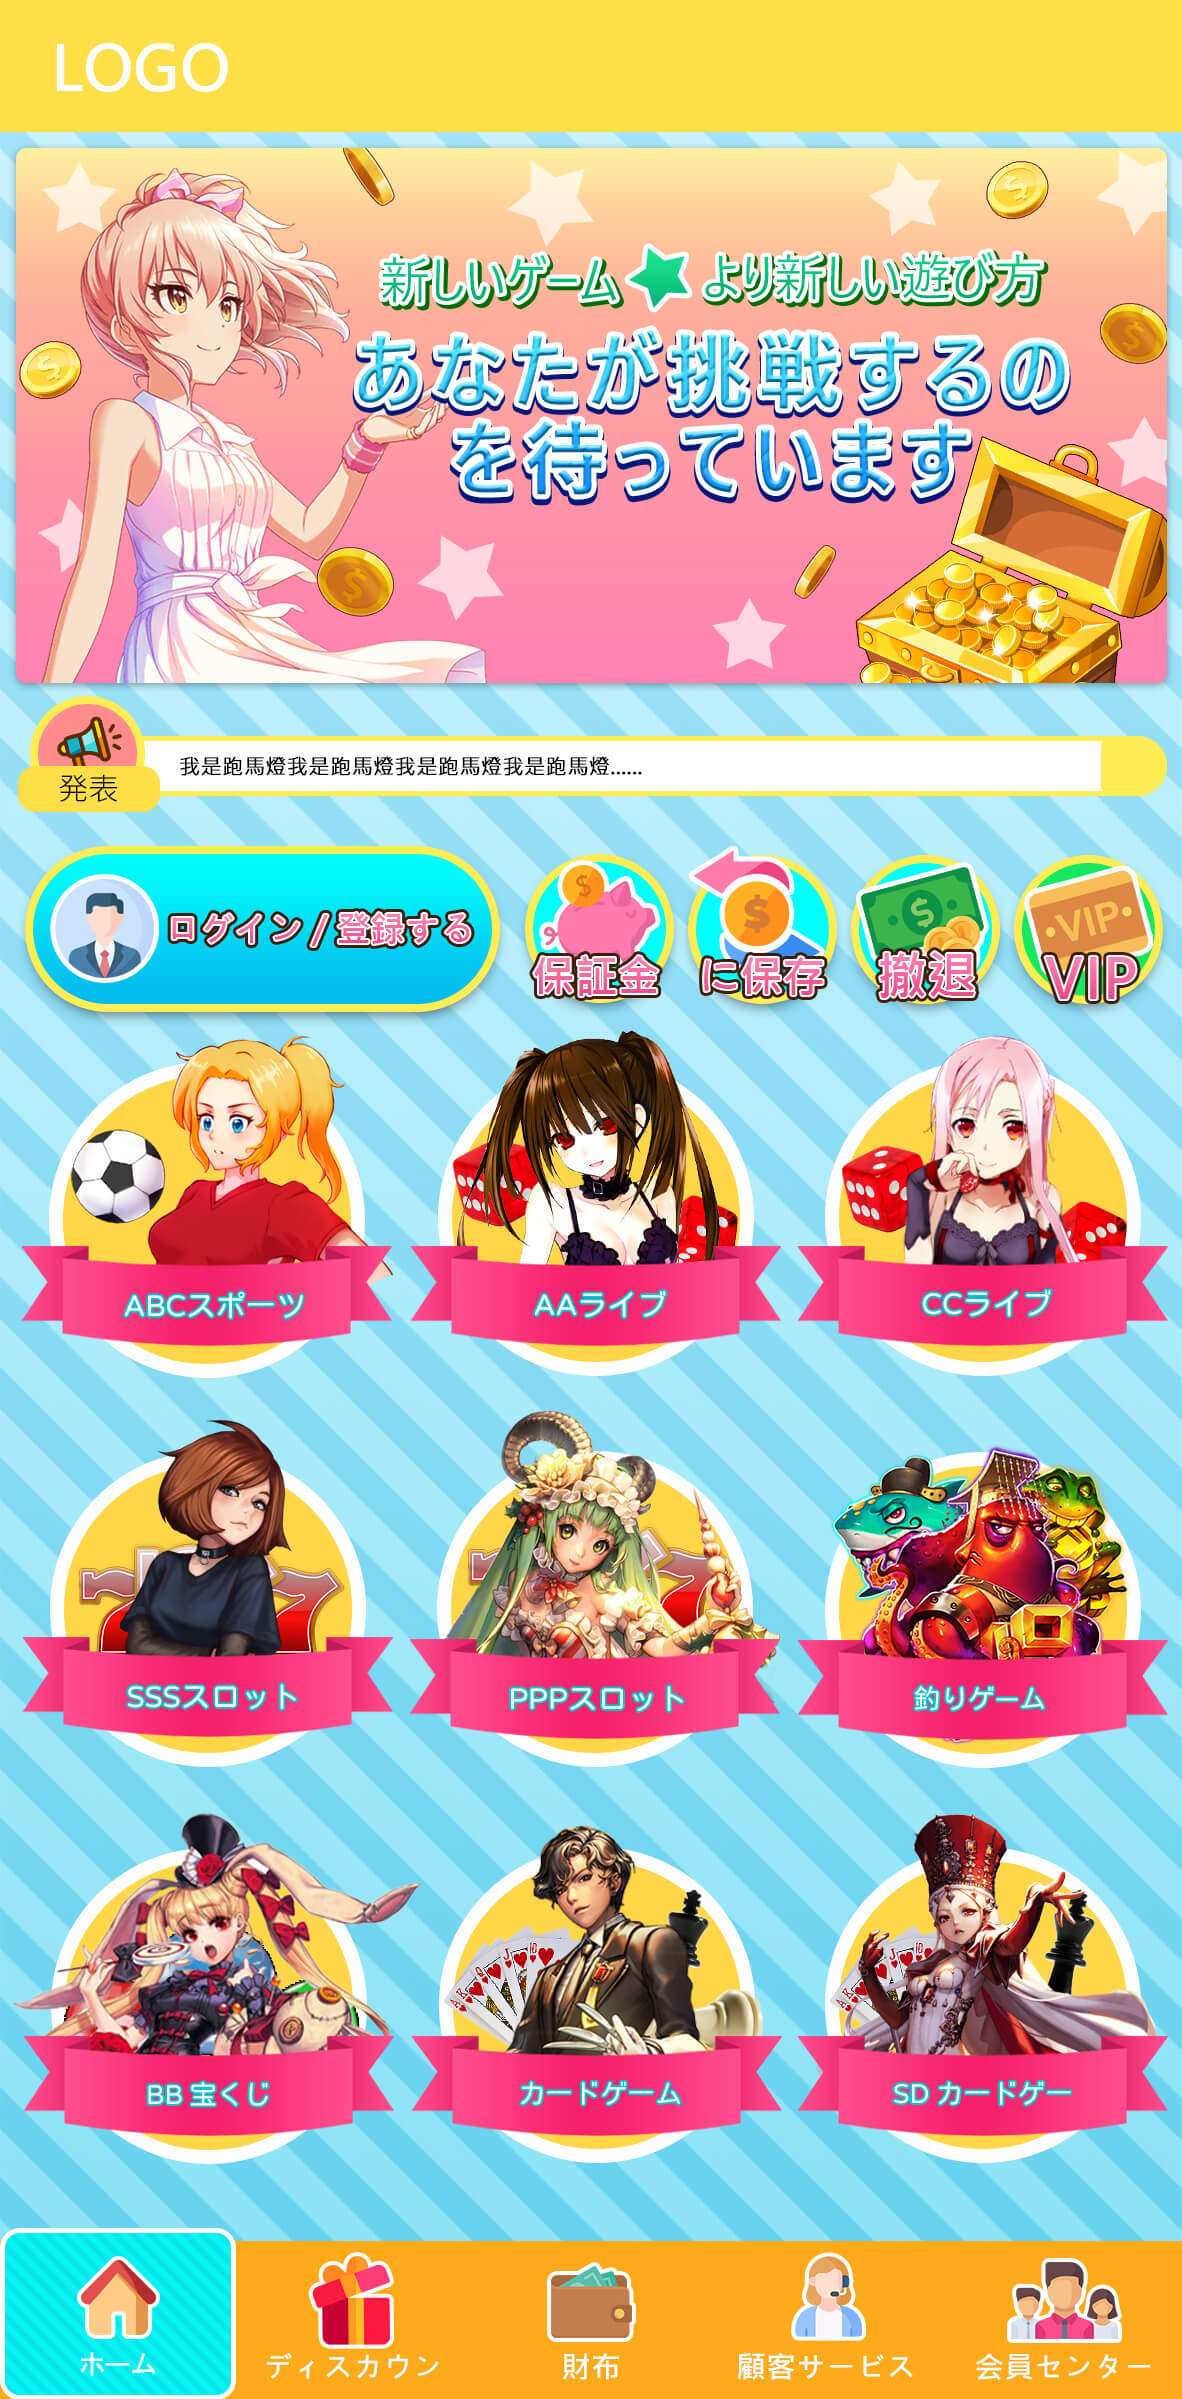 LOGO
新しいゲーム★より新しい遊び方
あなたが挑戦するの
を待っています
発表
我是跑馬燈我是跑馬燈我是跑馬燈我是跑馬燈......
ログイン / 登録する
保証金
に保存
撤退
VIP
VIP
ABCスポーツ
AAライブ
CCライブ
SSSスロット
PPPスロット
釣りゲーム
BB 宝くじ
カードゲーム
SD カードゲー
ホーム
ディスカウン
財布
顧客サービス
会員センター